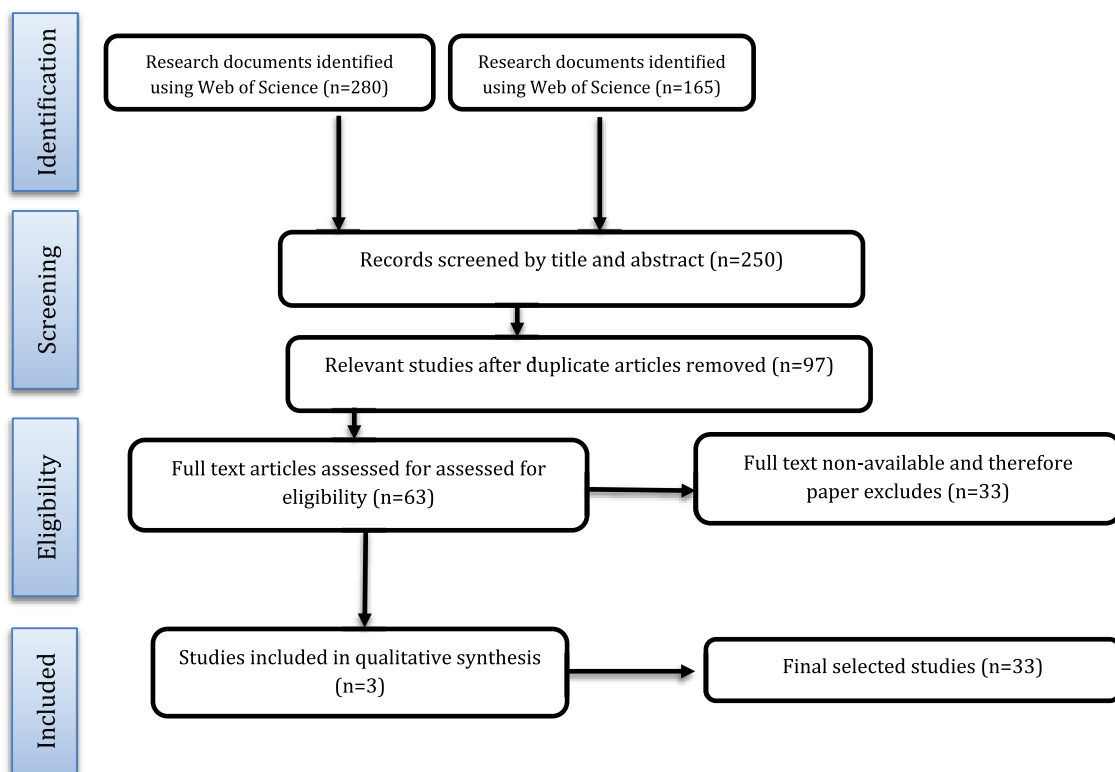 Identification
Research documents identified
using Web of Science (n=280)
Research documents identified
using Web of Science (n=165)
Screening
Records screened by title and abstract (n=250)
Relevant studies after duplicate articles removed (n=97)
Eligibility
Full text articles assessed for assessed for
eligibility (n=63)
Full text non-available and therefore
paper excludes (n=33)
Included
Studies included in qualitative synthesis
(n=3)
Final selected studies (n=33)